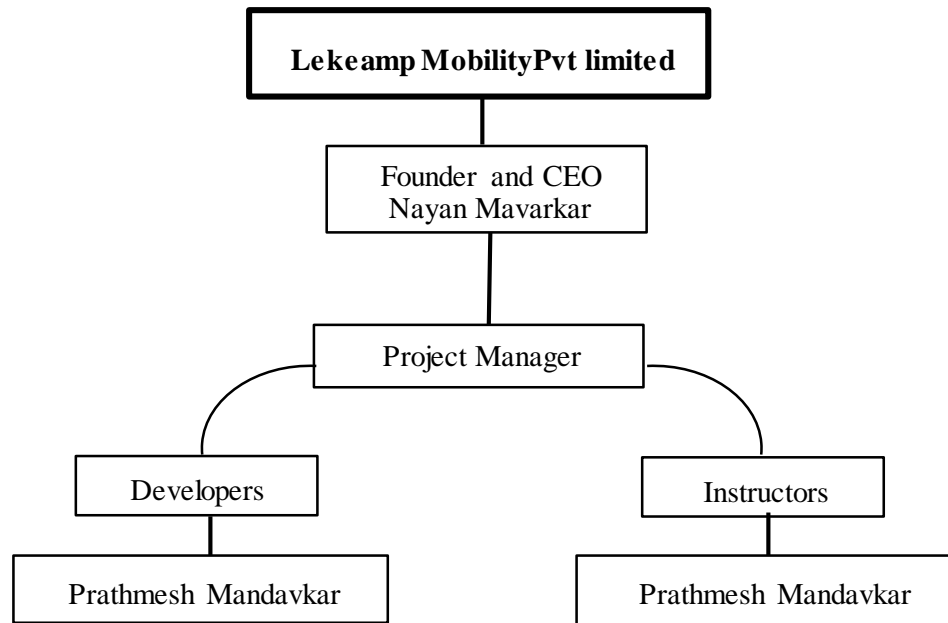 Lekeamp MobilityPvt limited
Founder and CEO
Nayan Mavarkar
Project Manager
Developers
Instructors
Prathmesh Mandavkar
Prathmesh Mandavkar